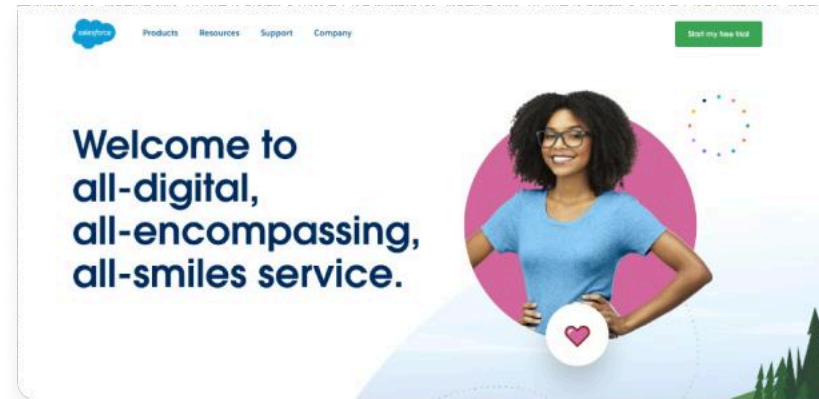 salesforce
Products Resources Support Company
Start my free trial
Welcome to
all-digital,
all-encompassing,
all-smiles service.